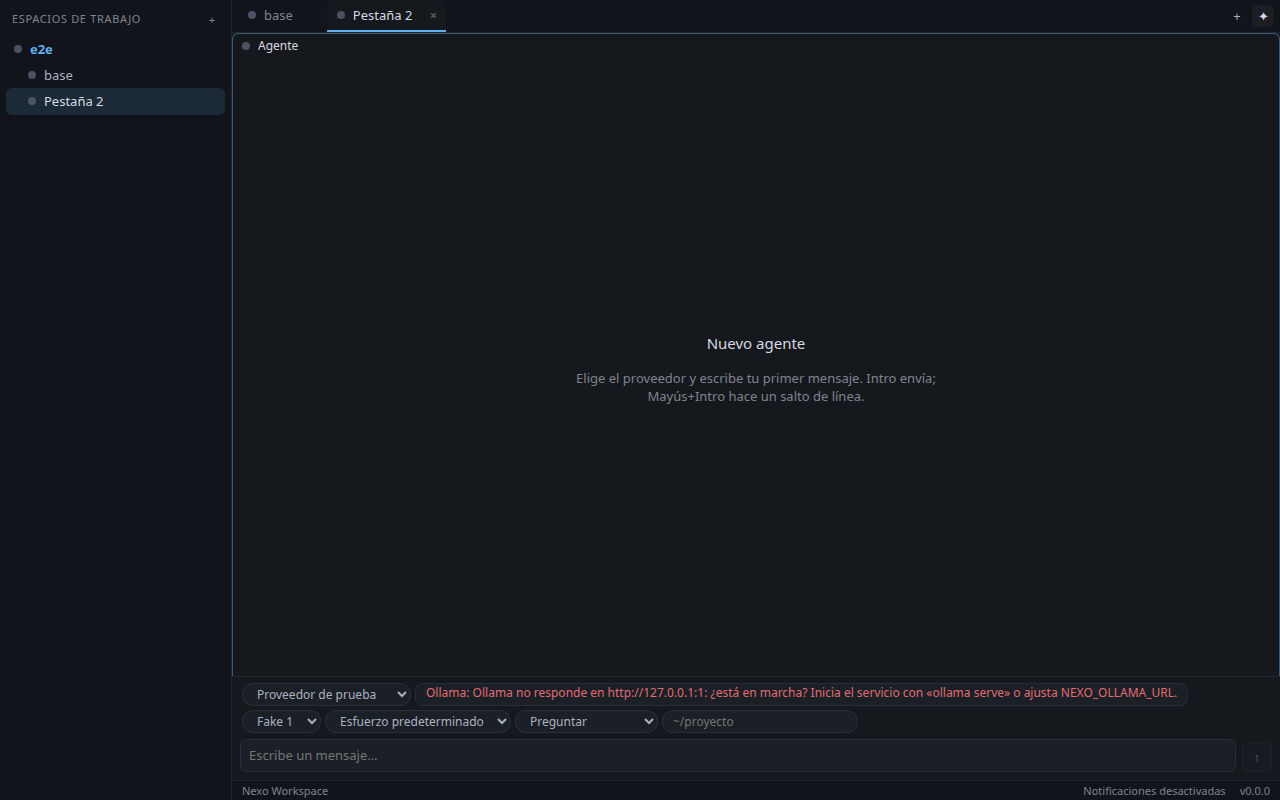 ESPACIOS DE TRABAJO +
e2e
base
Pestaña 2
base
Pestaña 2 ×
+ ✦
Agente
Nuevo agente
Elige el proveedor y escribe tu primer mensaje. Intro envía;
Mayús+Intro hace un salto de línea.
Proveedor de prueba
Ollama: Ollama no responde en http://127.0.0.1:1: ¿está en marcha? Inicia el servicio con «ollama serve» o ajusta NEXO_OLLAMA_URL.
Fake 1 Esfuerzo predeterminado Preguntar ~/proyecto
Escribe un mensaje... ↑
Nexo Workspace Notificaciones desactivadas v0.0.0